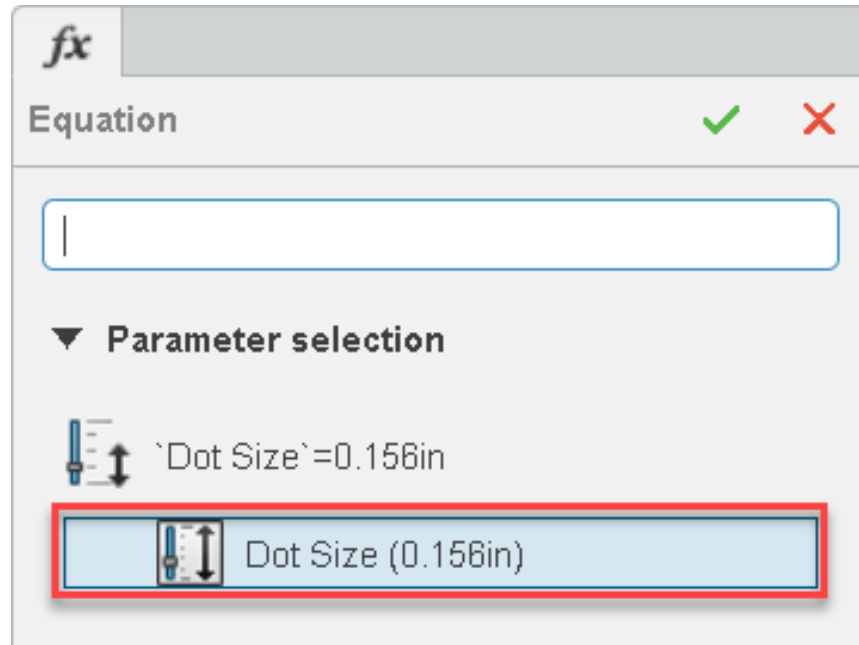 fx
Equation
Parameter selection
`Dot Size`=0.156in
Dot Size (0.156in)